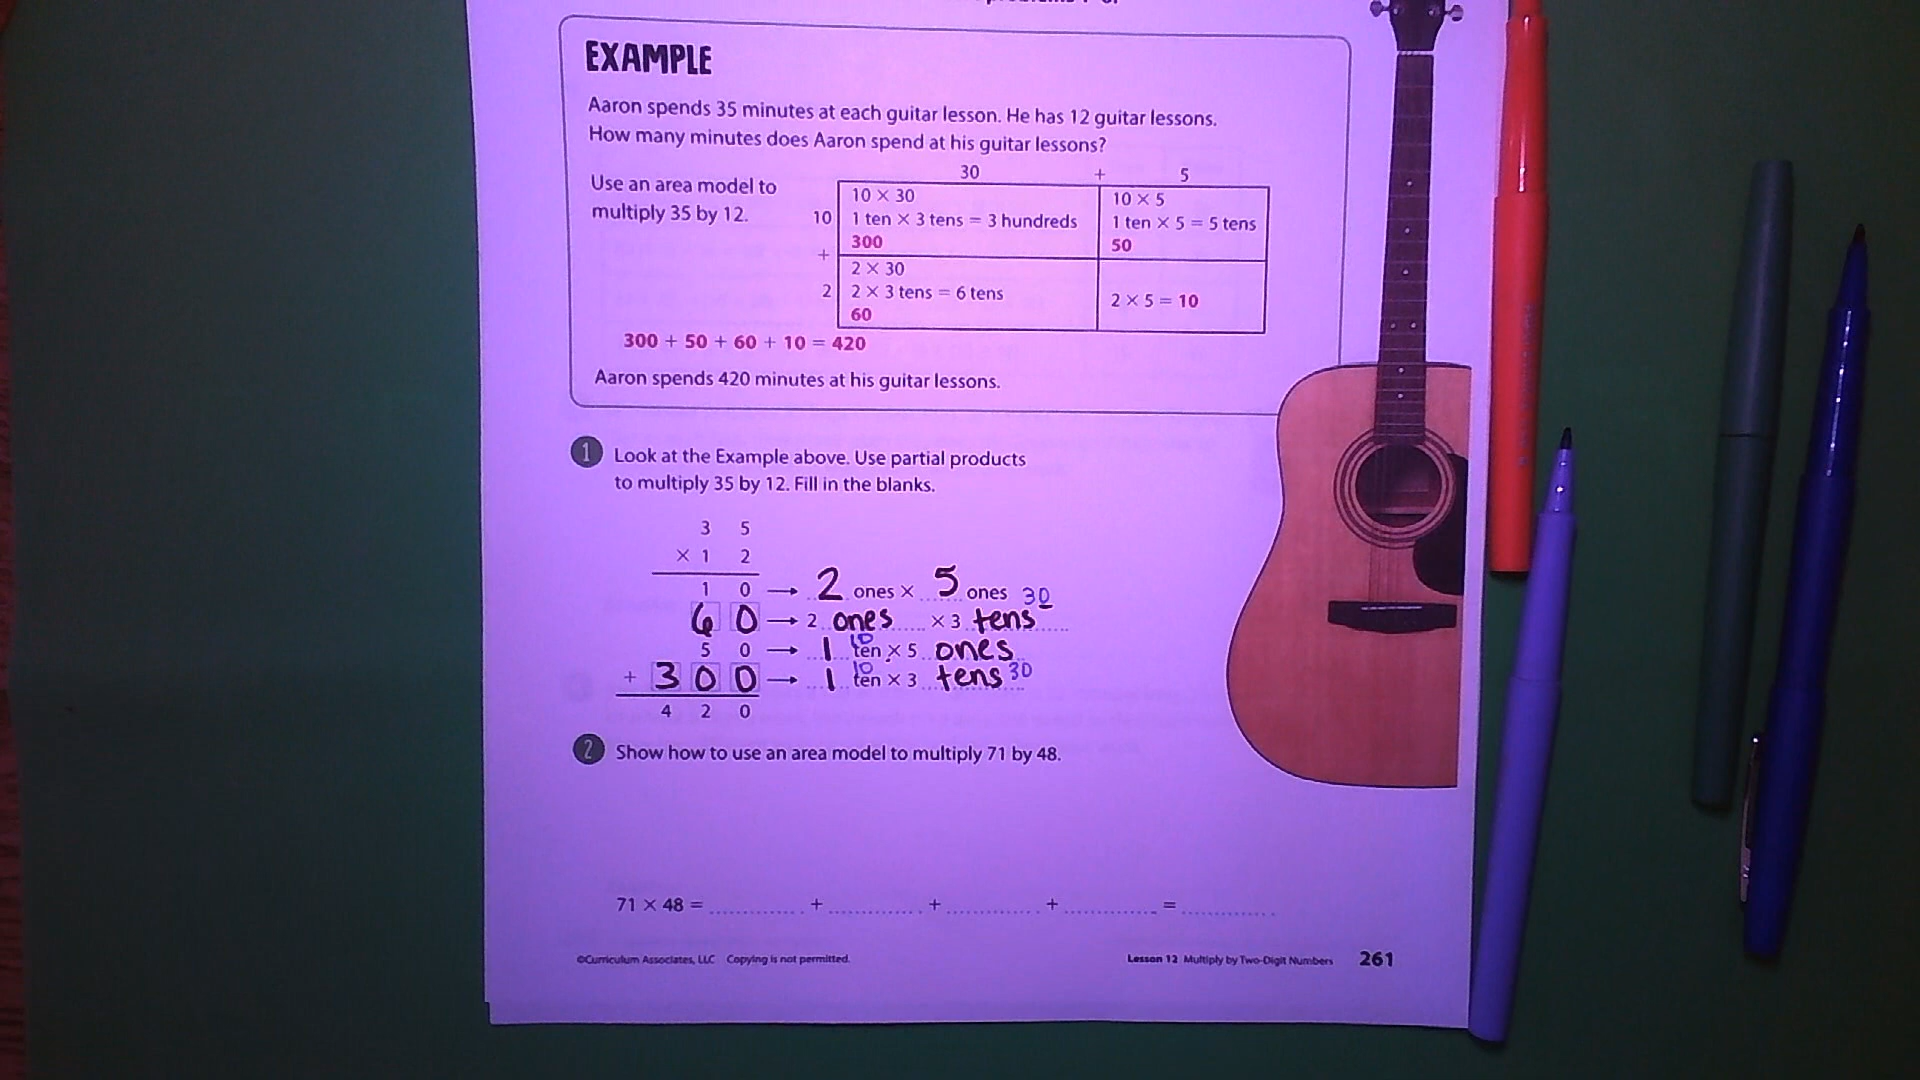 EXAMPLE
Aaron spends 35 minutes at each guitar lesson. He has 12 guitar lessons.
How many minutes does Aaron spend at his guitar lessons?
Use an area model to
multiply 35 by 12.
30 + 5
10 × 30
10 1 ten × 3 tens = 3 hundreds
300
10 × 5
1 ten × 5 = 5 tens
50
+
2 × 30
2 2 × 3 tens = 6 tens
60
2 × 5 = 10
300 + 50 + 60 + 10 = 420
Aaron spends 420 minutes at his guitar lessons.
1 Look at the Example above. Use partial products
to multiply 35 by 12. Fill in the blanks.
3 5
× 1 2
1 0 → 2 ones × 5 ones
30
6 0 → 2 ones × 3 tens
10
5 0 → 1 ten × 5 ones
10
+ 3 0 0 → 1 ten × 3 tens 30
4 2 0
2 Show how to use an area model to multiply 71 by 48.
71 × 48 = + + + =
©Curriculum Associates, LLC Copying is not permitted.
Lesson 12 Multiply by Two-Digit Numbers 261